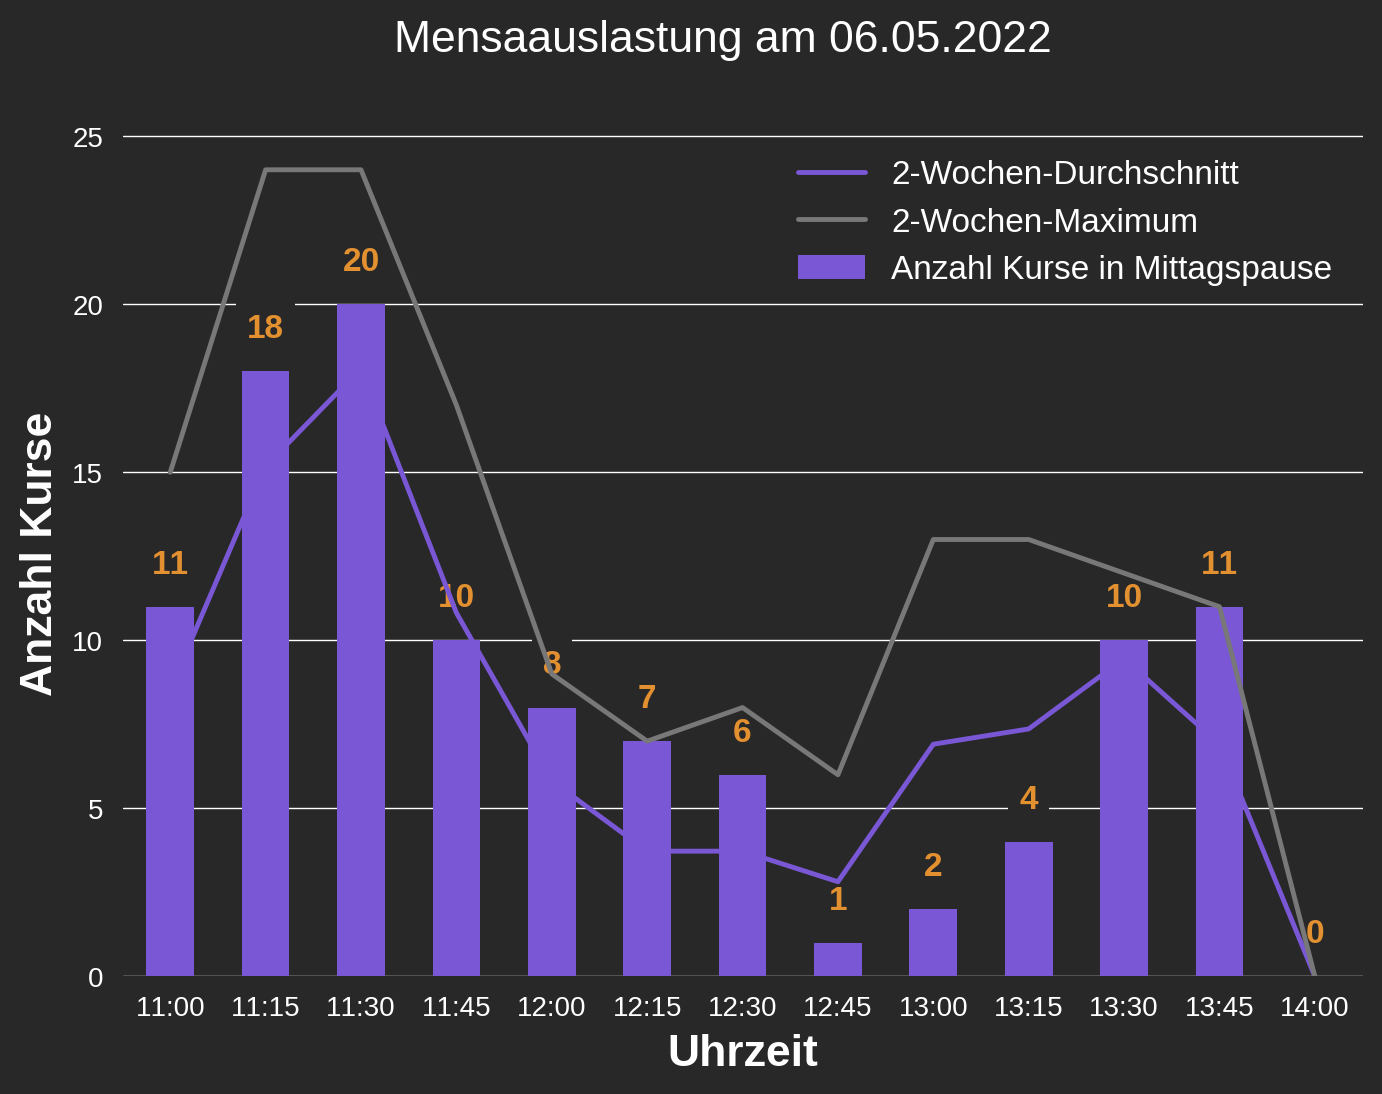 Mensaauslastung am 06.05.2022
25
2-Wochen-Durchschnitt
2-Wochen-Maximum
Anzahl Kurse in Mittagspause
20
15
10
5
0
Anzahl Kurse
11
18
20
10
8
7
6
1
2
4
10
11
0
11:00 11:15 11:30 11:45 12:00 12:15 12:30 12:45 13:00 13:15 13:30 13:45 14:00
Uhrzeit